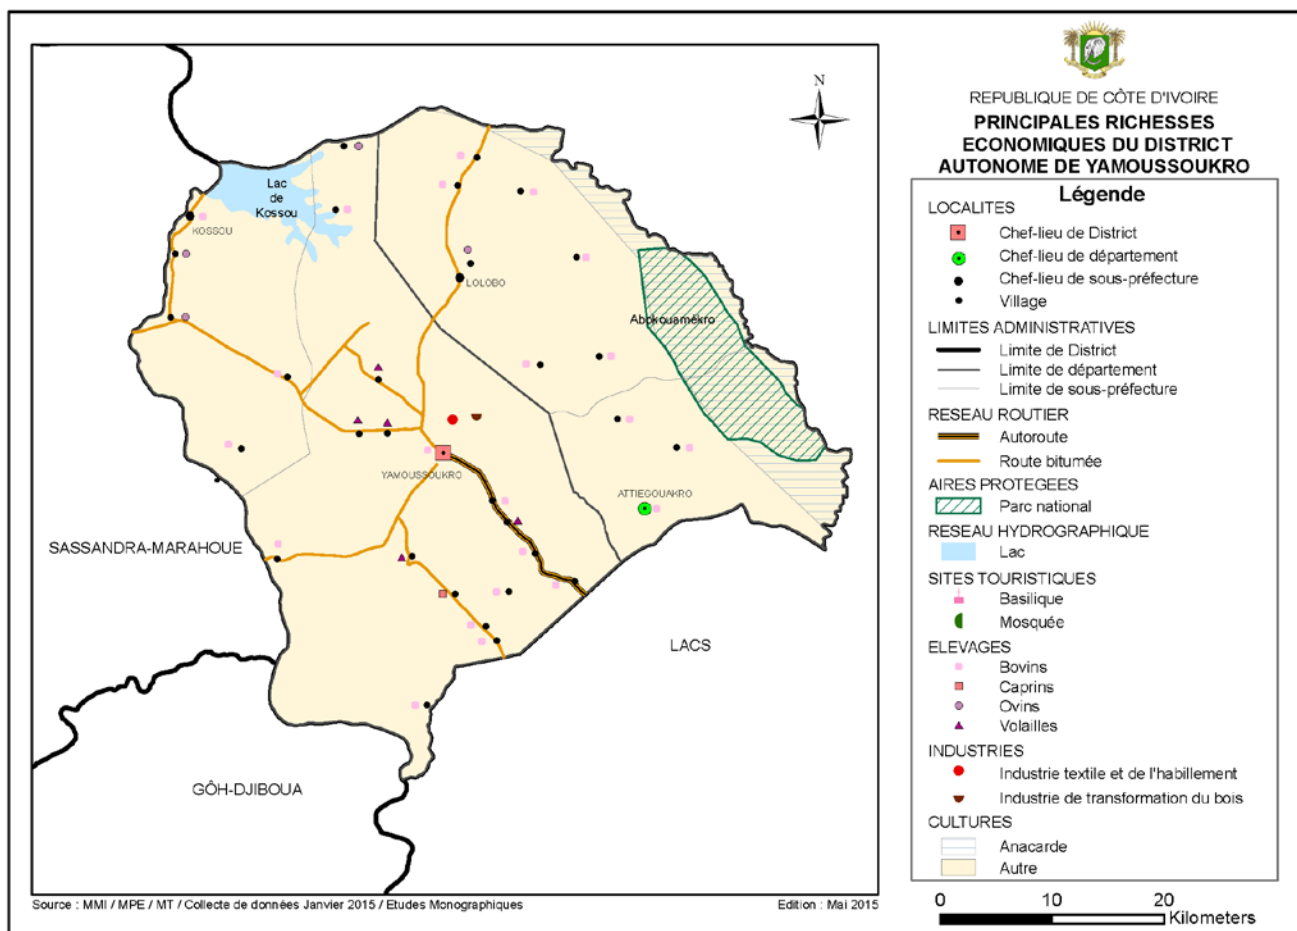 REPUBLIQUE DE CÔTE D'IVOIRE
PRINCIPALES RICHESSES
ECONOMIQUES DU DISTRICT
AUTONOME DE YAMOUSSOUKRO
N
Lac
de
Kossou
KOSSOU
LOLOBO
Abokouamékro
YAMOUSSOUKRO
ATTIEGOUAKRO
SASSANDRA-MARAHOUE
LACS
GÔH-DJIBOUA
Légende
LOCALITES
Chef-lieu de District
Chef-lieu de département
Chef-lieu de sous-préfecture
Village
LIMITES ADMINISTRATIVES
Limite de District
Limite de département
Limite de sous-préfecture
RESEAU ROUTIER
Autoroute
Route bitumée
AIRES PROTEGEES
Parc national
RESEAU HYDROGRAPHIQUE
Lac
SITES TOURISTIQUES
Basilique
Mosquée
ELEVAGES
Bovins
Caprins
Ovins
Volailles
INDUSTRIES
Industrie textile et de l'habillement
Industrie de transformation du bois
CULTURES
Anacarde
Autre
0 10 20
Kilometers
Source : MMI / MPE / MT / Collecte de données Janvier 2015 / Etudes Monographiques
Edition : Mai 2015